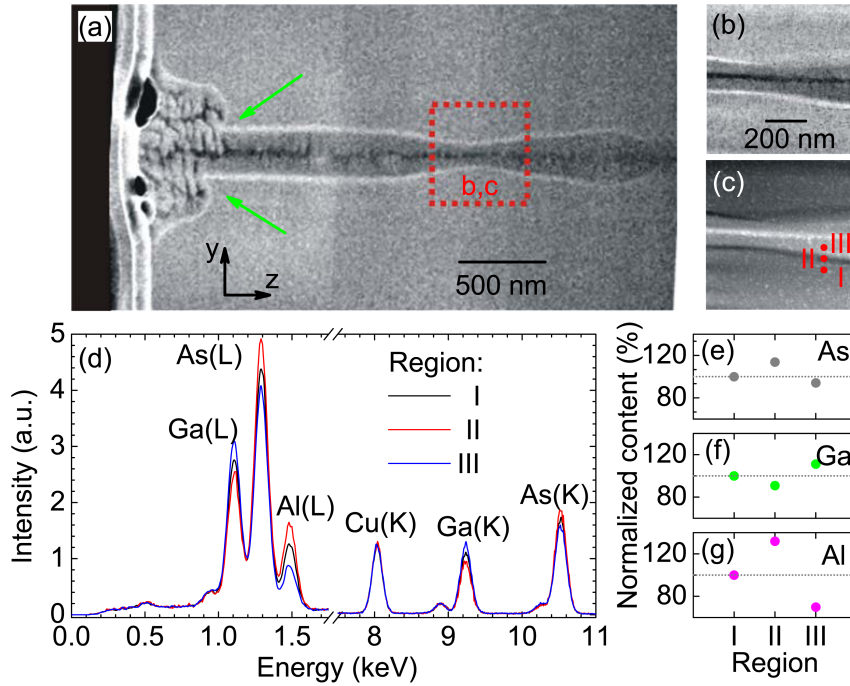 (a)
b,c
y
z
500 nm
(b)
200 nm
(c)
III
II
I
(d)
As(L)
Ga(L)
Al(L)
Cu(K)
Ga(K)
As(K)
Region:
I
II
III
Intensity (a.u.)
0
1
2
3
4
5
0.0 0.5 1.0 1.5 8 9 10 11
Energy (keV)
(e) As
120
80
(f) Ga
120
80
(g) Al
120
80
Normalized content (%)
I II III
Region